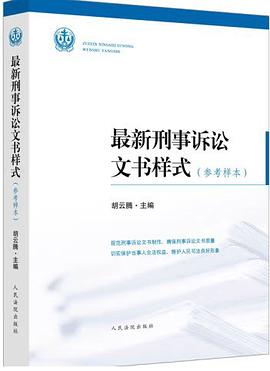 ZUIXIN XINGSHI SUSONG
WENSHU YANGSHI
最新刑事诉讼
文书样式(参考样本)
胡云腾·主编
规范刑事诉讼文书制作，确保刑事诉讼文书质量
切实保护当事人合法权益，维护人民司法良好形象
人民法院出版社
最新刑事诉讼文书样式
(参考样本)
胡云腾·主编
人民法院出版社